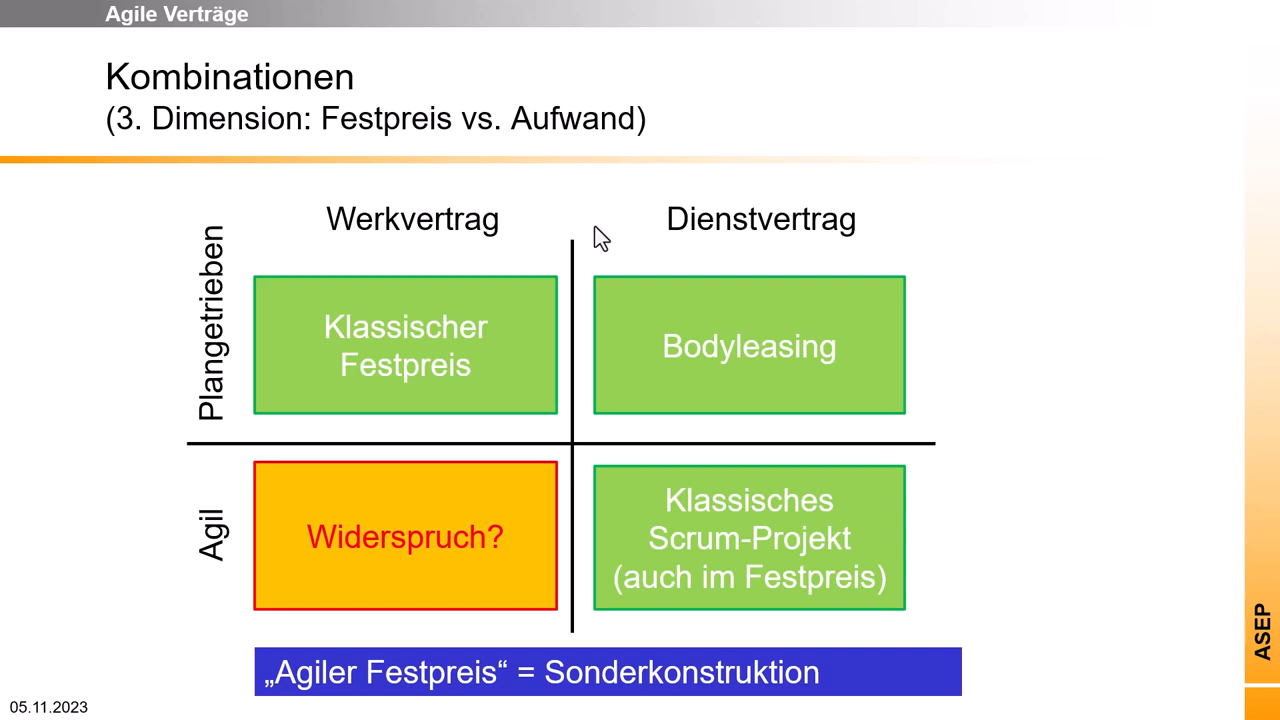 Agile Verträge
Kombinationen
(3. Dimension: Festpreis vs. Aufwand)
Werkvertrag
Dienstvertrag
Plangetrieben
Klassischer
Festpreis
Bodyleasing
Agil
Widerspruch?
Klassisches
Scrum-Projekt
(auch im Festpreis)
„Agiler Festpreis“ = Sonderkonstruktion
ASEP
05.11.2023